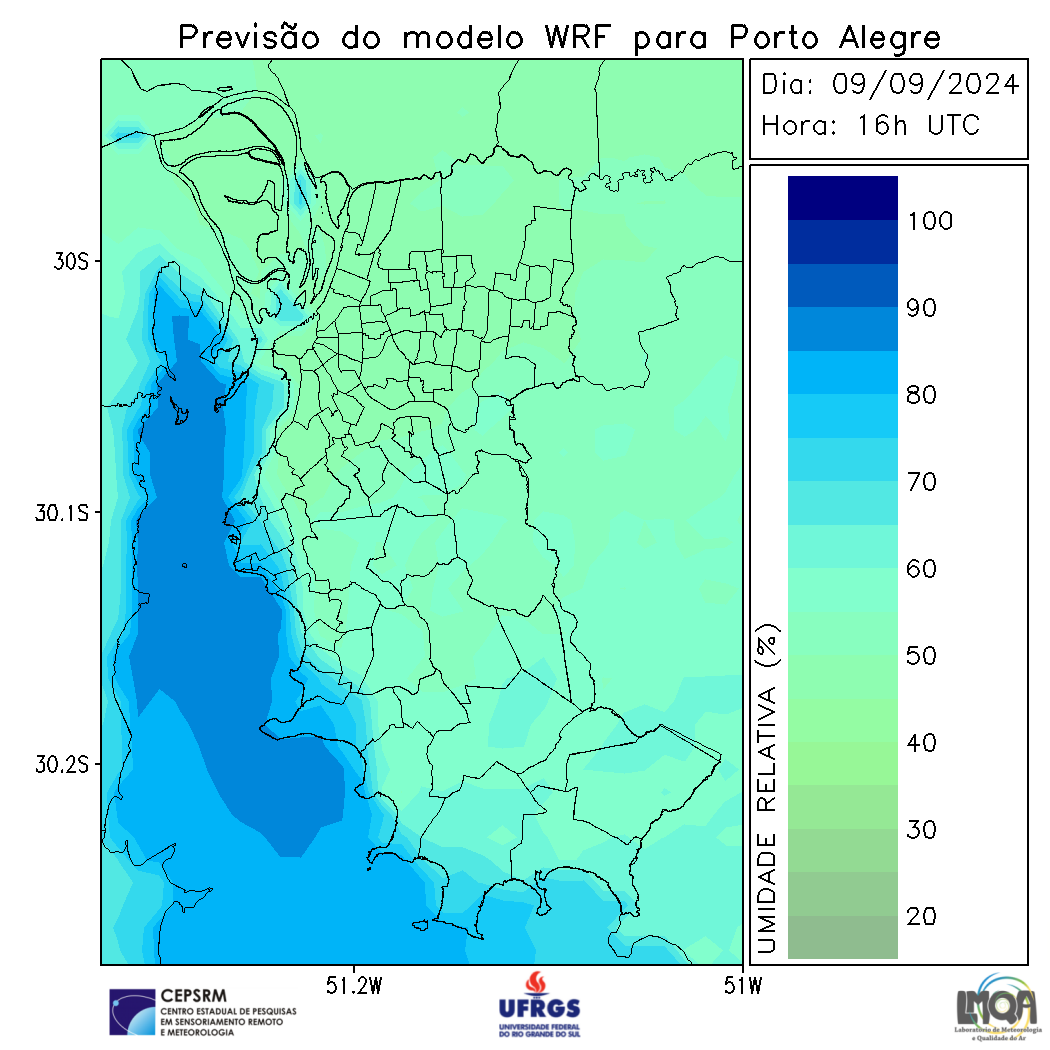 Previsão do modelo WRF para Porto Alegre
Dia: 09/09/2024
Hora: 16h UTC
100
90
80
70
60
50
40
30
20
UMIDADE RELATIVA (%)
30S
30.1S
30.2S
51.2W
51W
CEPSRM
CENTRO ESTADUAL DE PESQUISAS
EM SENSORIAMENTO REMOTO
E METEOROLOGIA
UFRGS
UNIVERSIDADE FEDERAL
DO RIO GRANDE DO SUL
LMQA
Laboratório de Meteorologia
e Qualidade do Ar